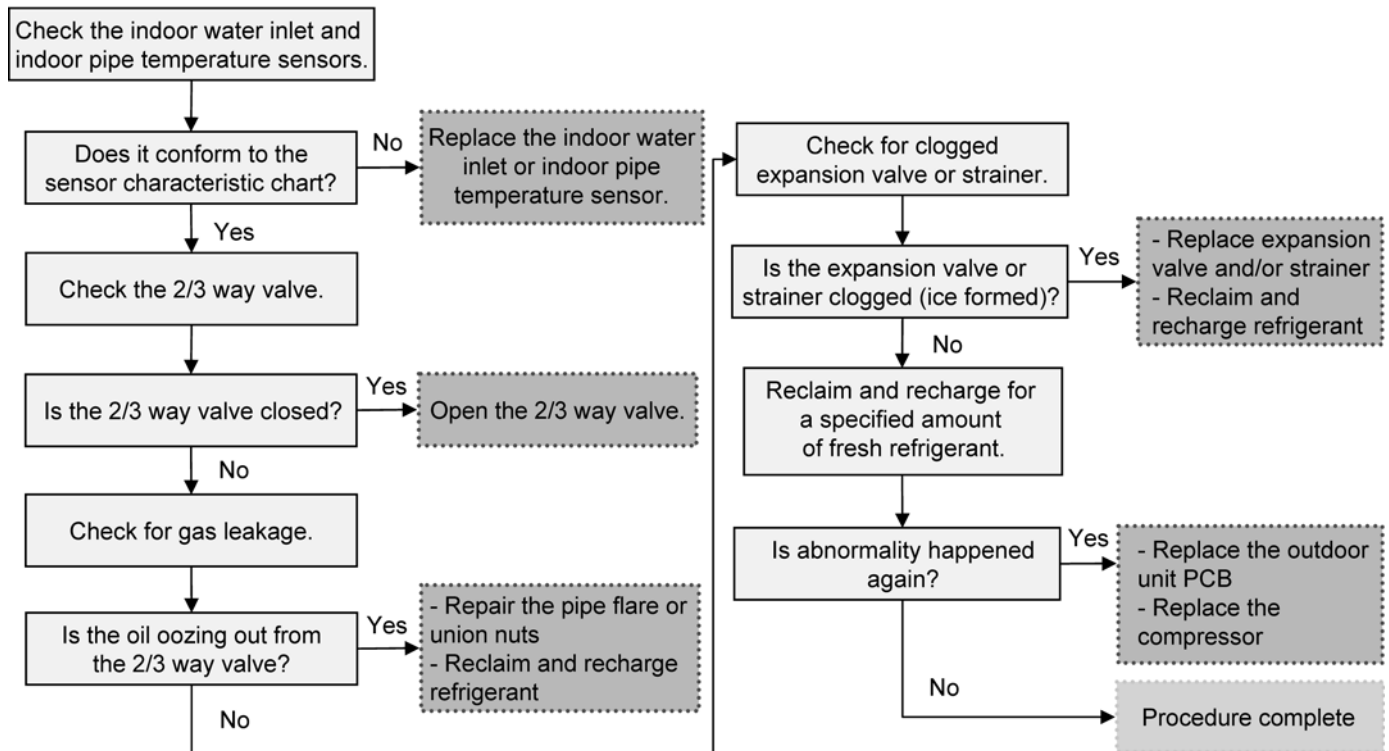 Check the indoor water inlet and
indoor pipe temperature sensors.
Does it conform to the
sensor characteristic chart?
No
Replace the indoor water
inlet or indoor pipe
temperature sensor.
Yes
Check the 2/3 way valve.
Is the 2/3 way valve closed?
Yes
Open the 2/3 way valve.
No
Check for gas leakage.
Is the oil oozing out from
the 2/3 way valve?
Yes
- Repair the pipe flare or
union nuts
- Reclaim and recharge
refrigerant
No
Check for clogged
expansion valve or strainer.
Is the expansion valve or
strainer clogged (ice formed)?
Yes
- Replace expansion
valve and/or strainer
- Reclaim and
recharge refrigerant
No
Reclaim and recharge for
a specified amount
of fresh refrigerant.
Is abnormality happened
again?
Yes
- Replace the outdoor
unit PCB
- Replace the
compressor
No
Procedure complete